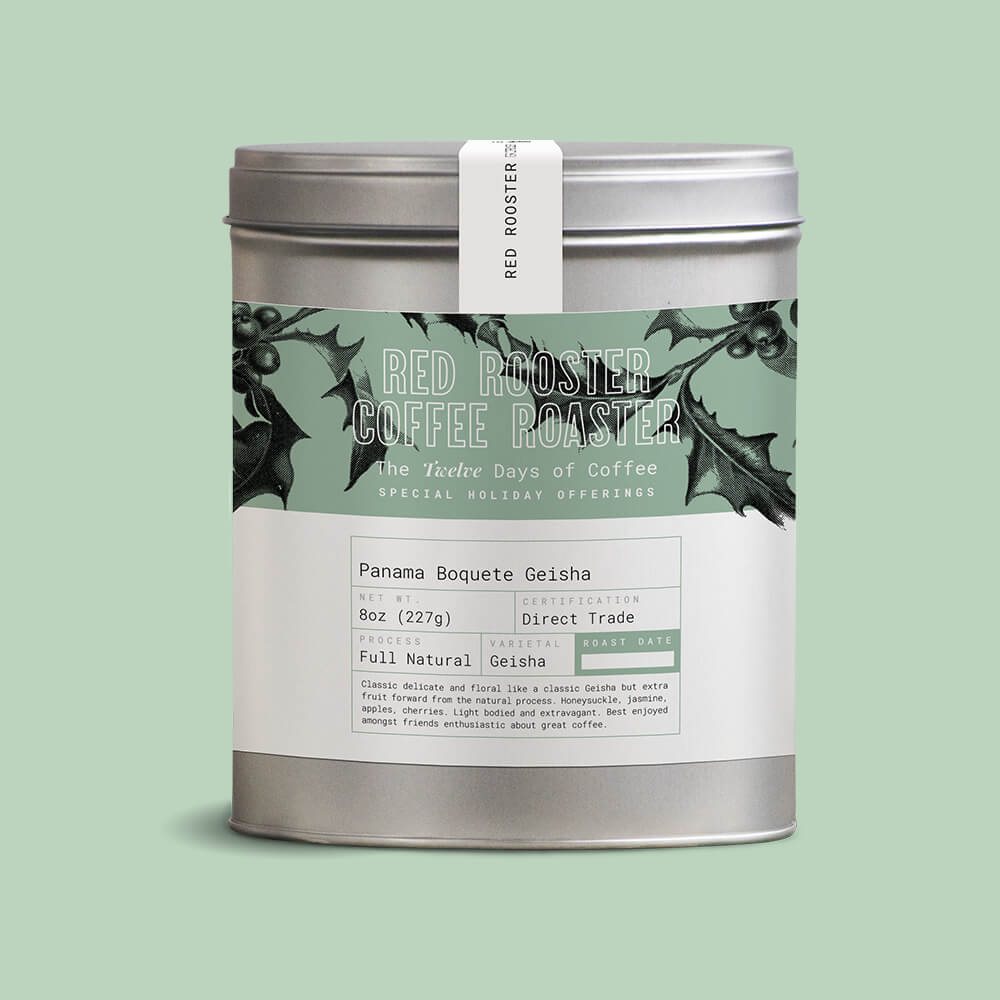 RED ROOSTER
RED ROOSTER
COFFEE ROASTER
The Twelve Days of Coffee
SPECIAL HOLIDAY OFFERINGS
Panama Boquete Geisha
NET WT.
8oz (227g)
CERTIFICATION
Direct Trade
PROCESS
Full Natural
VARIETAL
Geisha
ROAST DATE
Classic delicate and floral like a classic Geisha but extra
fruit forward from the natural process. Honeysuckle, jasmine,
apples, cherries. Light bodied and extravagant. Best enjoyed
amongst friends enthusiastic about great coffee.